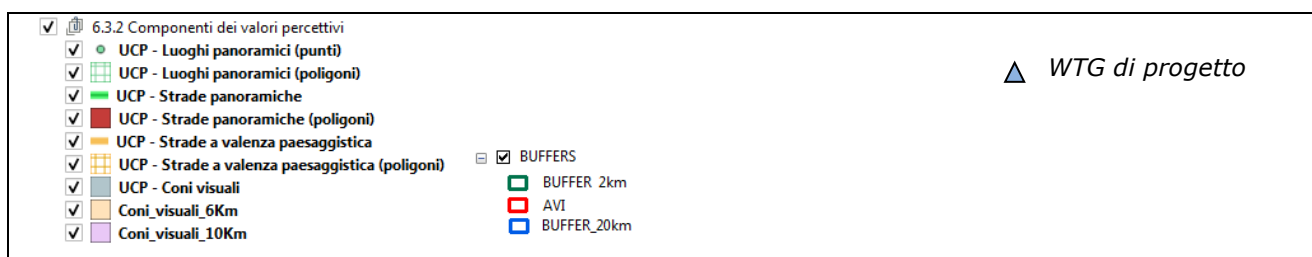 6.3.2 Componenti dei valori percettivi
UCP - Luoghi panoramici (punti)
UCP - Luoghi panoramici (poligoni)
UCP - Strade panoramiche
UCP - Strade panoramiche (poligoni)
UCP - Strade a valenza paesaggistica
UCP - Strade a valenza paesaggistica (poligoni)
UCP - Coni visuali
Coni_visuali_6Km
Coni_visuali_10Km
BUFFERS
BUFFER 2km
AVI
BUFFER_20km
WTG di progetto